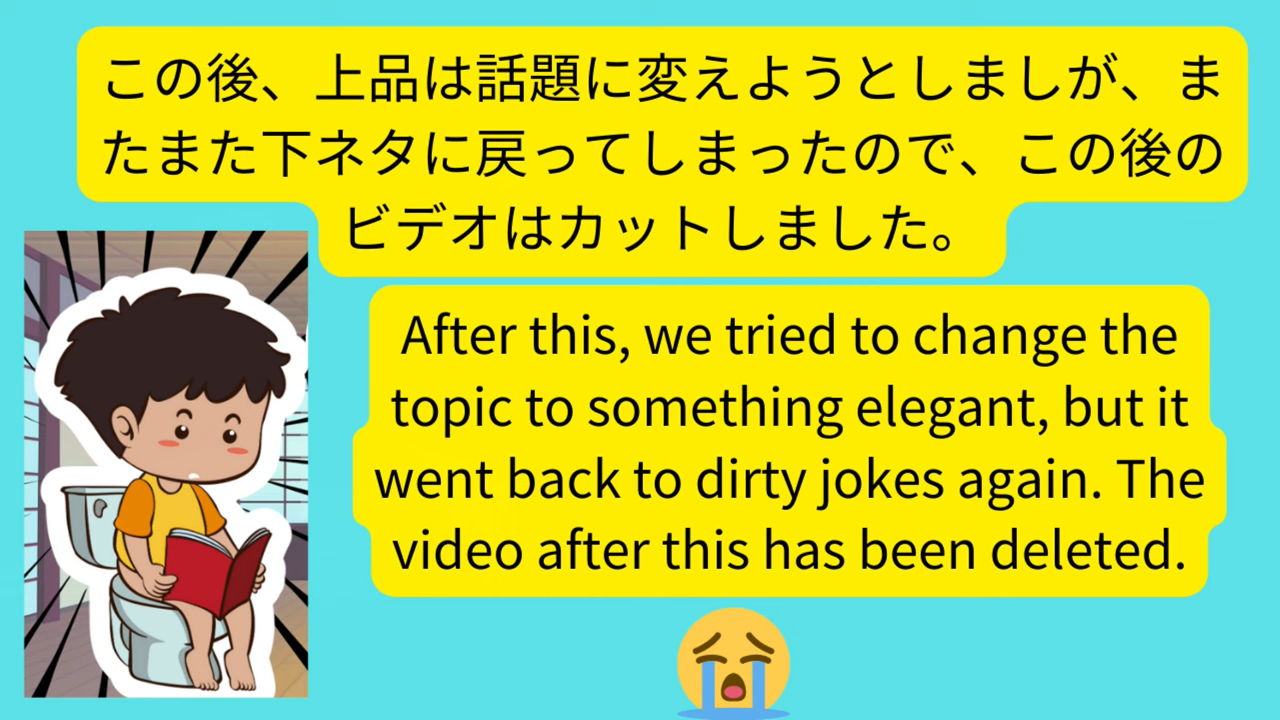 この後、上品は話題に変えようとしましが、ま
たまた下ネタに戻ってしまったので、この後の
ビデオはカットしました。
After this, we tried to change the
topic to something elegant, but it
went back to dirty jokes again. The
video after this has been deleted.